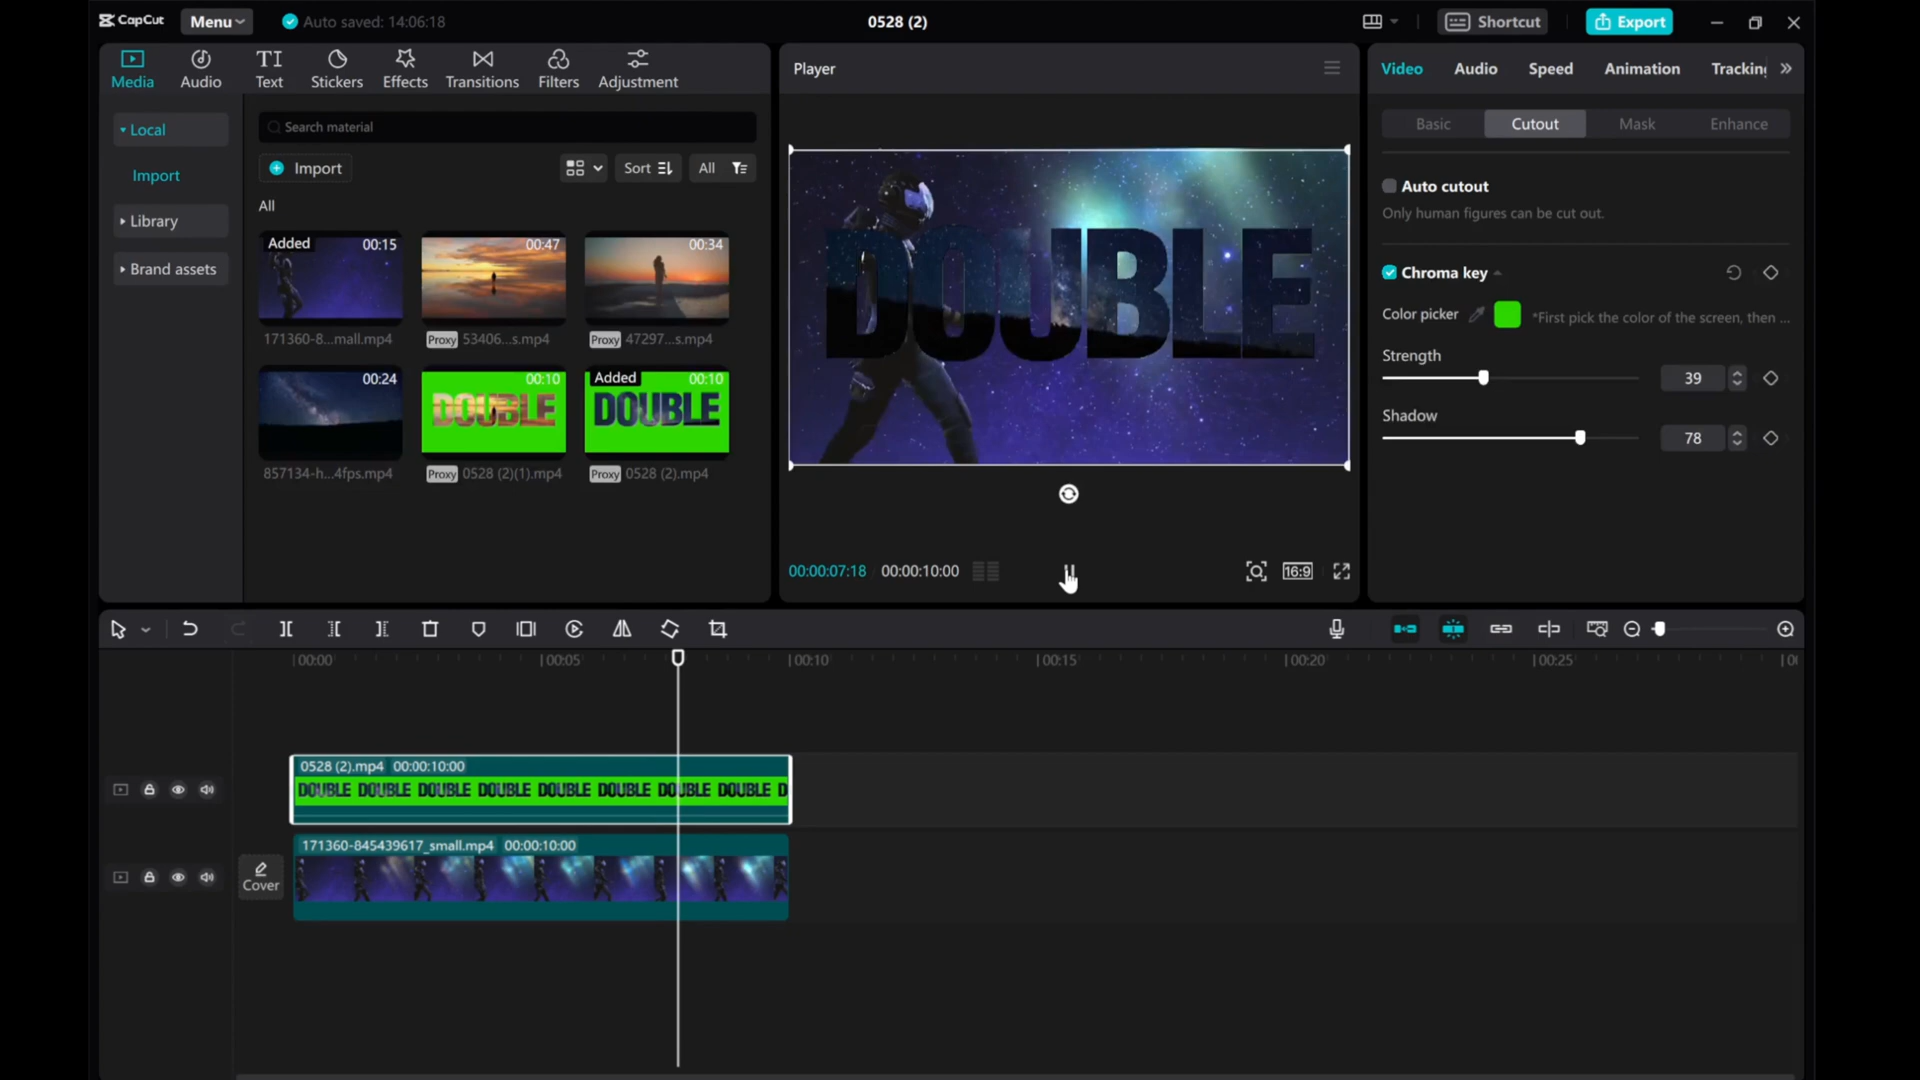 CapCut
Menu
Auto saved: 14:06:18
0528 (2)
Shortcut
Export
Media
Audio
Text
Stickers
Effects
Transitions
Filters
Adjustment
Local
Import
Library
Brand assets
Search material
Import
Sort
All
All
Added 00:15
00:47
00:34
171360-8...mall.mp4
Proxy 53406...s.mp4
Proxy 47297...s.mp4
00:24
00:10
Added 00:10
DOUBLE
DOUBLE
857134-h...4fps.mp4
Proxy 0528 (2)(1).mp4
Proxy 0528 (2).mp4
Player
DOUBLE
00:00:07:18
00:00:10:00
16:9
Video
Audio
Speed
Animation
Tracking
Basic
Cutout
Mask
Enhance
Auto cutout
Only human figures can be cut out.
Chroma key
Color picker
*First pick the color of the screen, then ...
Strength
39
Shadow
78
00:00
00:05
00:10
00:15
00:20
00:25
00
0528 (2).mp4 00:00:10:00
DOUBLE DOUBLE DOUBLE DOUBLE DOUBLE DOUBLE DOUBLE DOUBLE D
171360-845439617_small.mp4 00:00:10:00
Cover